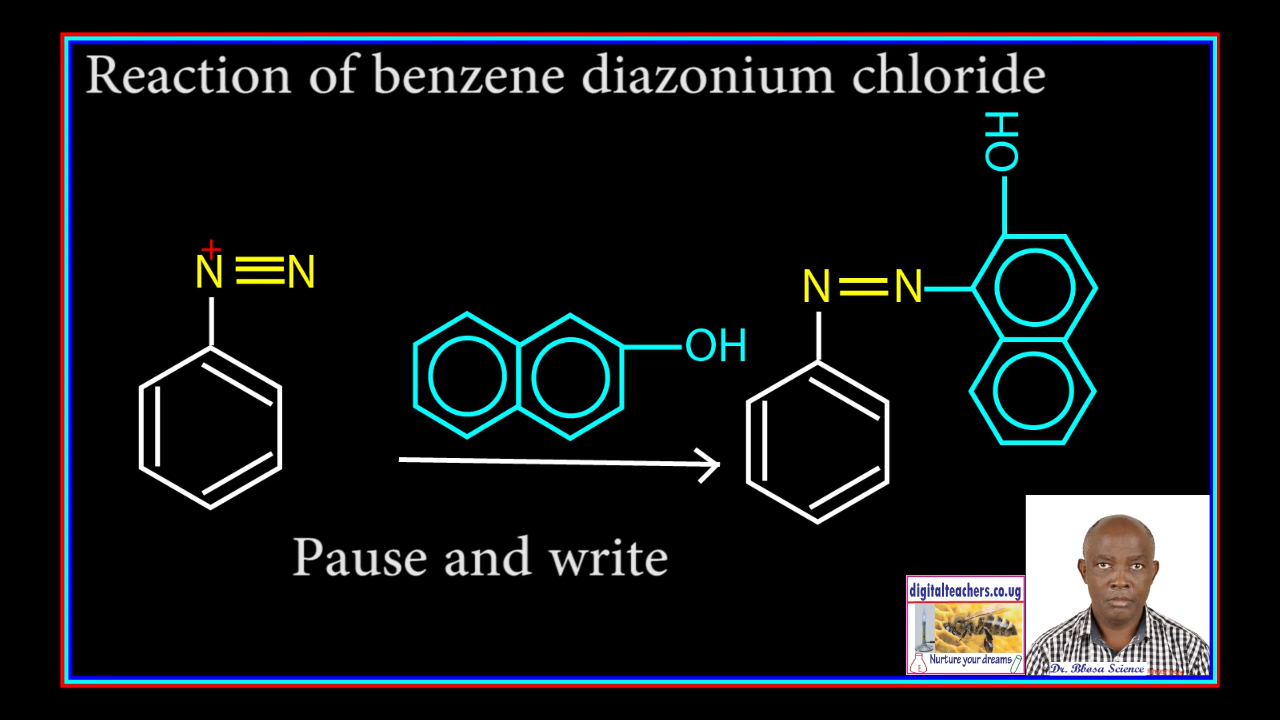 Reaction of benzene diazonium chloride
OH
+
N≡N
OH
N=N
Pause and write
digitalteachers.co.ug
Nurture your dreams
Dr. Bbosa Science